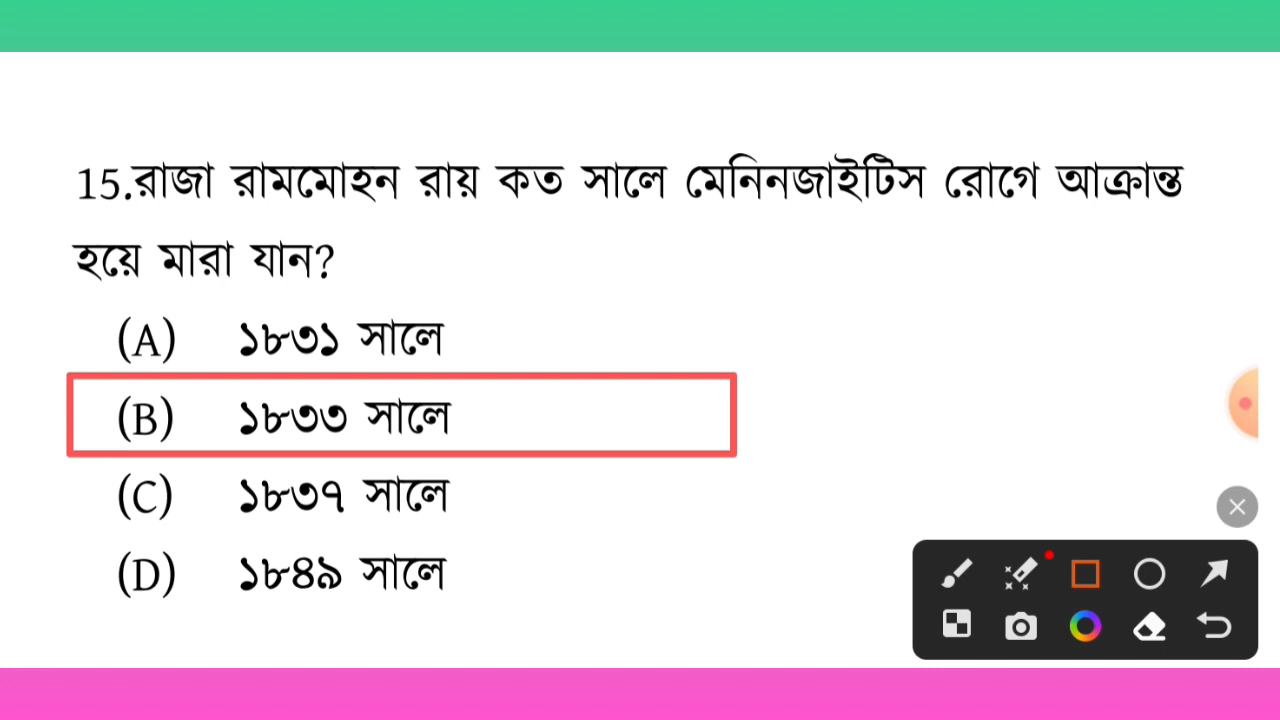 15.রাজা রামমোহন রায় কত সালে মেনিনজাইটিস রোগে আক্রান্ত
হয়ে মারা যান?
(A) ১৮৩১ সালে
(B) ১৮৩৩ সালে
(C) ১৮৩৭ সালে
(D) ১৮৪৯ সালে